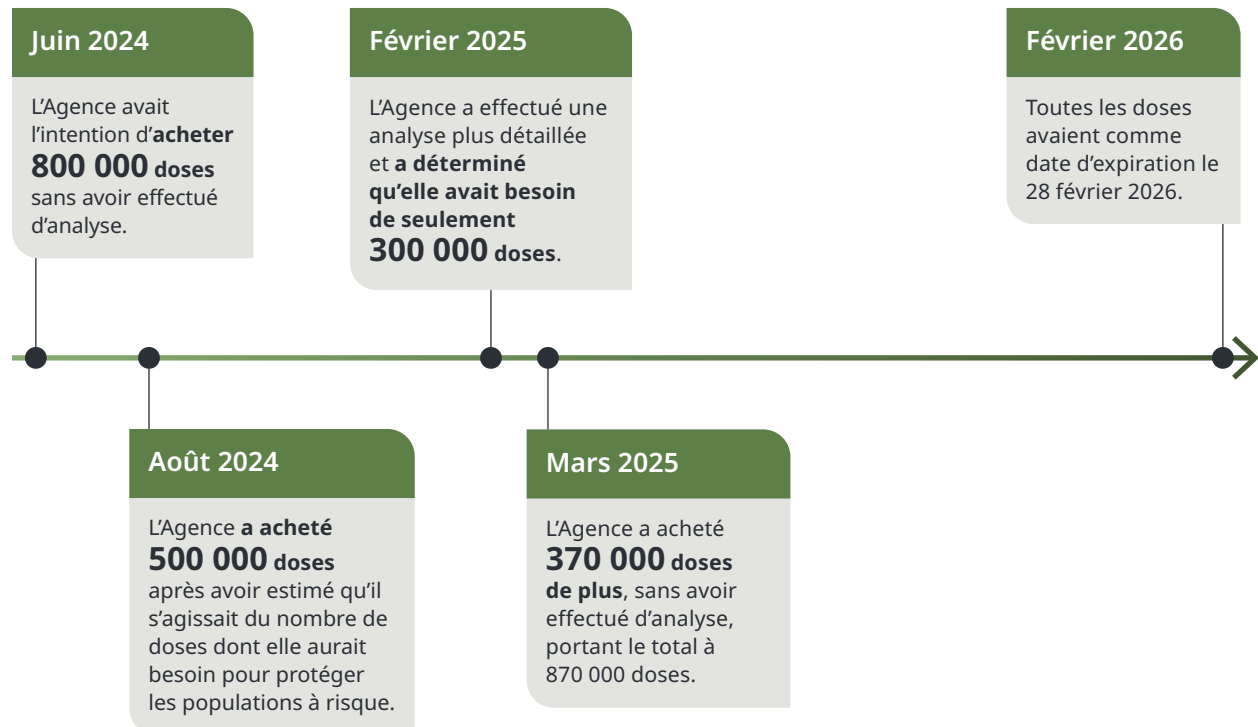 Juin 2024
L’Agence avait
l’intention d’acheter
800 000 doses
sans avoir effectué
d’analyse.
Août 2024
L’Agence a acheté
500 000 doses
après avoir estimé qu’il
s’agissait du nombre de
doses dont elle aurait
besoin pour protéger
les populations à risque.
Février 2025
L’Agence a effectué une
analyse plus détaillée
et a déterminé
qu’elle avait besoin
de seulement
300 000 doses.
Mars 2025
L’Agence a acheté
370 000 doses
de plus, sans avoir
effectué d’analyse,
portant le total à
870 000 doses.
Février 2026
Toutes les doses
avaient comme
date d’expiration le
28 février 2026.